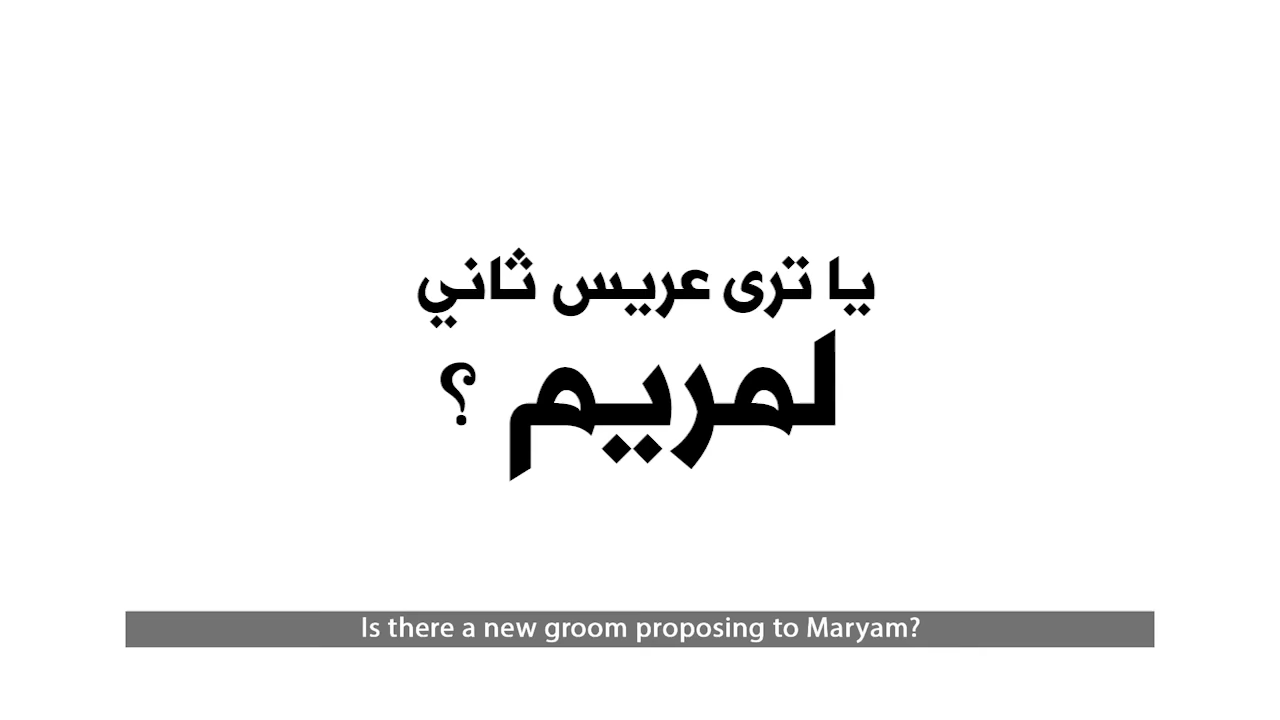 يا ترى عريس ثاني
لمريم ؟
Is there a new groom proposing to Maryam?